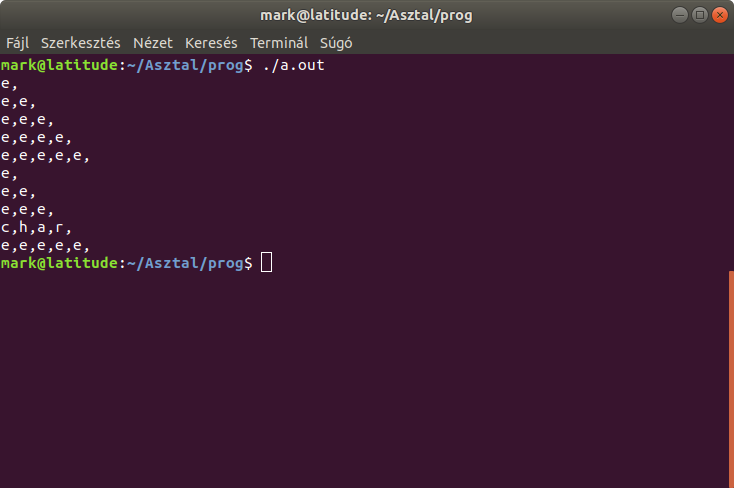 mark@latitude: ~/Asztal/prog
Fájl Szerkesztés Nézet Keresés Terminál Súgó
mark@latitude:~/Asztal/prog$ ./a.out
e,
e,e,
e,e,e,
e,e,e,e,
e,e,e,e,e,
e,
e,e,
e,e,e,
c,h,a,r,
e,e,e,e,e,
mark@latitude:~/Asztal/prog$